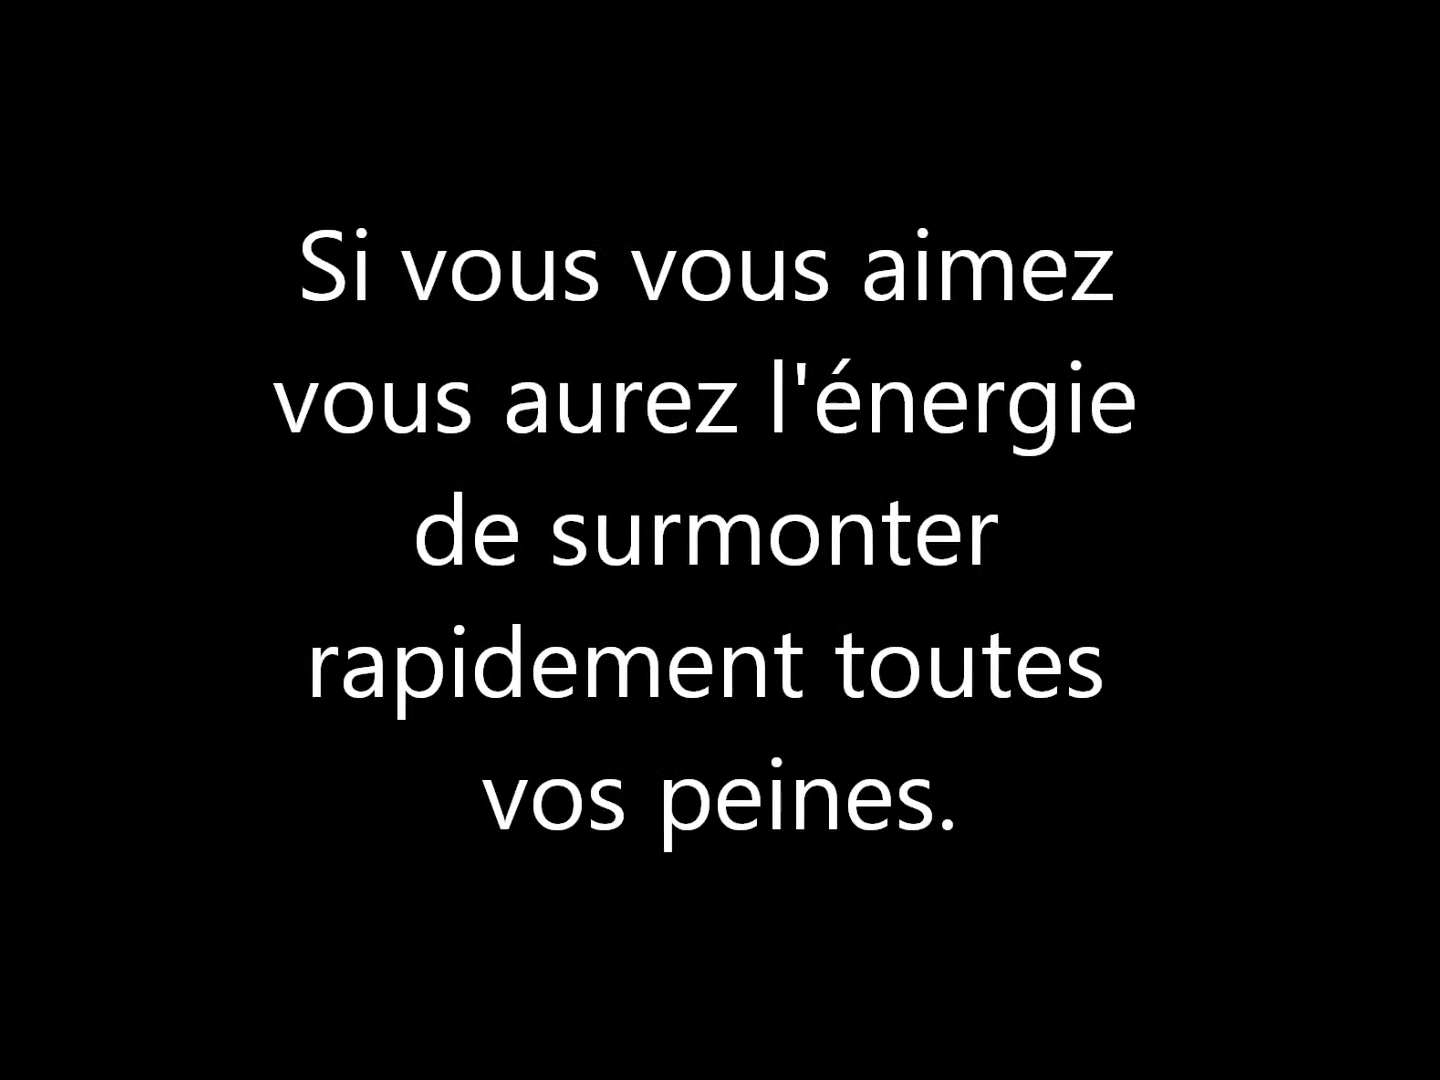 Si vous vous aimez
vous aurez l'énergie
de surmonter
rapidement toutes
vos peines.